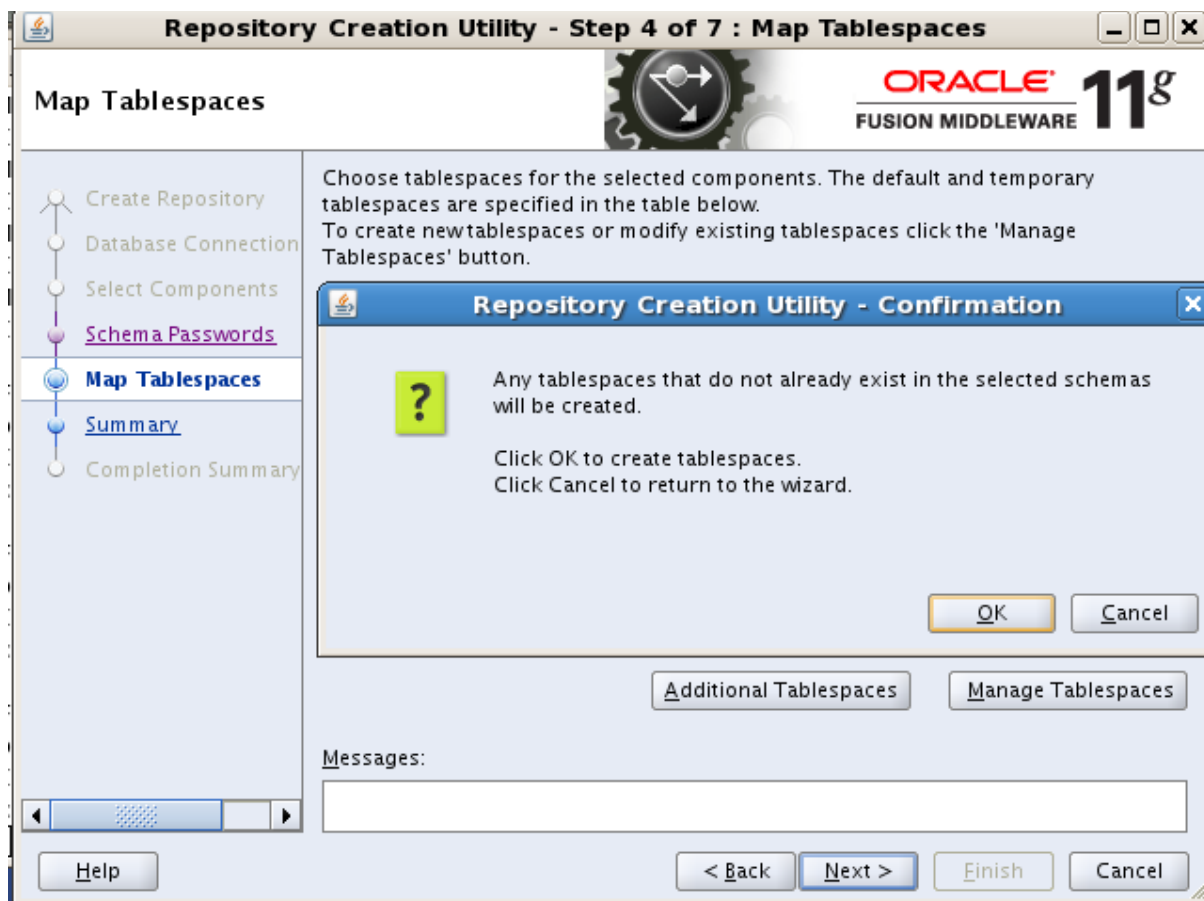 Repository Creation Utility - Step 4 of 7 : Map Tablespaces
Map Tablespaces
ORACLE
FUSION MIDDLEWARE
11g
Create Repository
Database Connection
Select Components
Schema Passwords
Map Tablespaces
Summary
Completion Summary
Choose tablespaces for the selected components. The default and temporary
tablespaces are specified in the table below.
To create new tablespaces or modify existing tablespaces click the 'Manage
Tablespaces' button.
Repository Creation Utility - Confirmation
?
Any tablespaces that do not already exist in the selected schemas
will be created.
Click OK to create tablespaces.
Click Cancel to return to the wizard.
OK
Cancel
Additional Tablespaces
Manage Tablespaces
Messages:
Help
< Back
Next >
Finish
Cancel